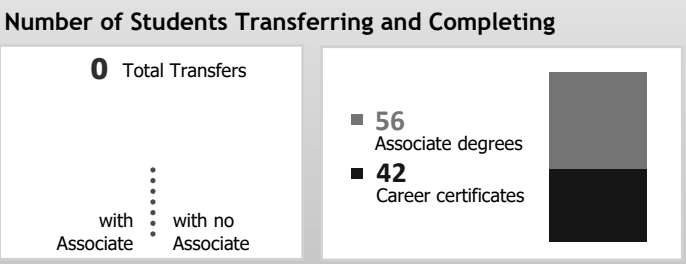 Number of Students Transferring and Completing
0 Total Transfers
with
Associate
with no
Associate
56
Associate degrees
42
Career certificates